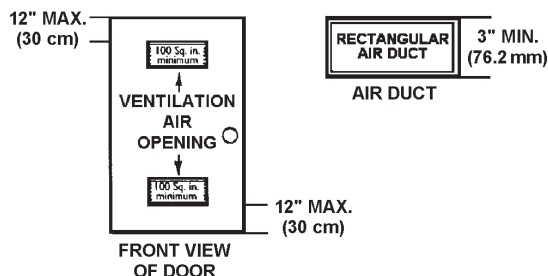 12" MAX.
(30 cm)
100 Sq. in.
minimum
VENTILATION
AIR
OPENING
100 Sq. in.
minimum
12" MAX.
(30 cm)
FRONT VIEW
OF DOOR
RECTANGULAR
AIR DUCT
3" MIN.
(76.2 mm)
AIR DUCT